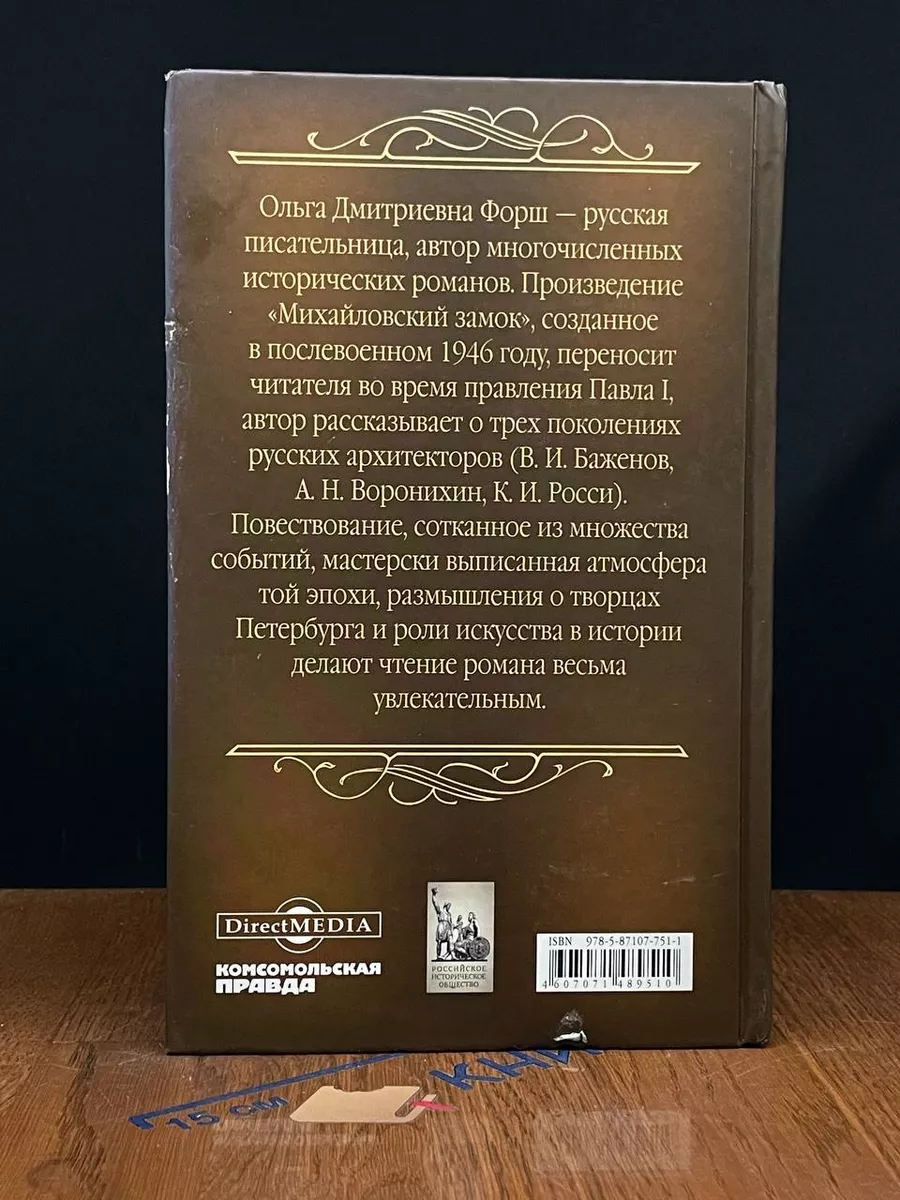 Ольга Дмитриевна Форш — русская
писательница, автор многочисленных
исторических романов. Произведение
«Михайловский замок», созданное
в послевоенном 1946 году, переносит
читателя во время правления Павла I,
автор рассказывает о трех поколениях
русских архитекторов (В. И. Баженов,
А. Н. Воронихин, К. И. Росси).
Повествование, сотканное из множества
событий, мастерски выписанная атмосфера
той эпохи, размышления о творцах
Петербурга и роли искусства в истории
делают чтение романа весьма
увлекательным.
DirectMEDIA
КОМСОМОЛЬСКАЯ
ПРАВДА
РОССИЙСКОЕ
ИСТОРИЧЕСКОЕ
ОБЩЕСТВО
ISBN 978-5-87107-751-1
4 607071 489510
15 СМ